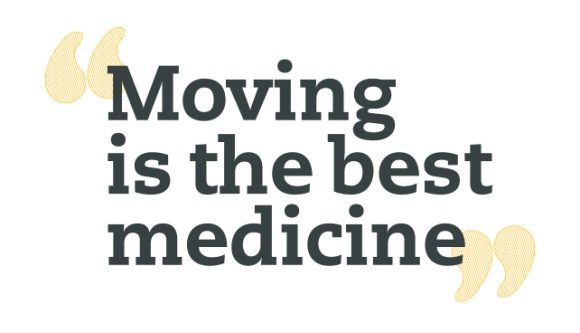 “Moving
is the best
medicine”